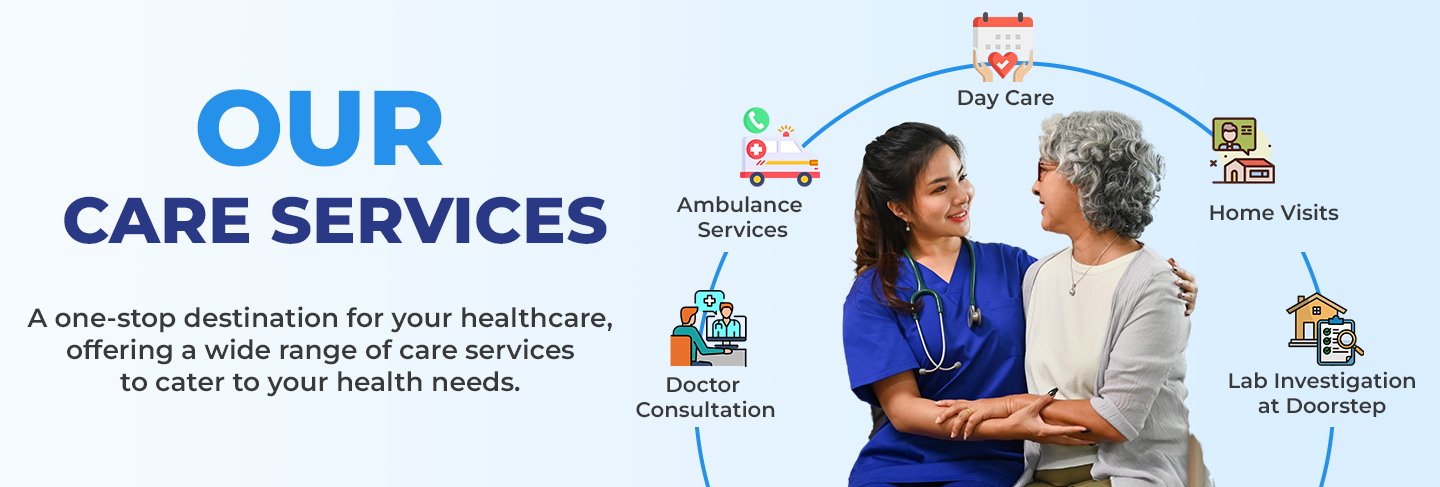 OUR
CARE SERVICES
A one-stop destination for your healthcare,
offering a wide range of care services
to cater to your health needs.
Day Care
Ambulance
Services
Home Visits
Doctor
Consultation
Lab Investigation
at Doorstep